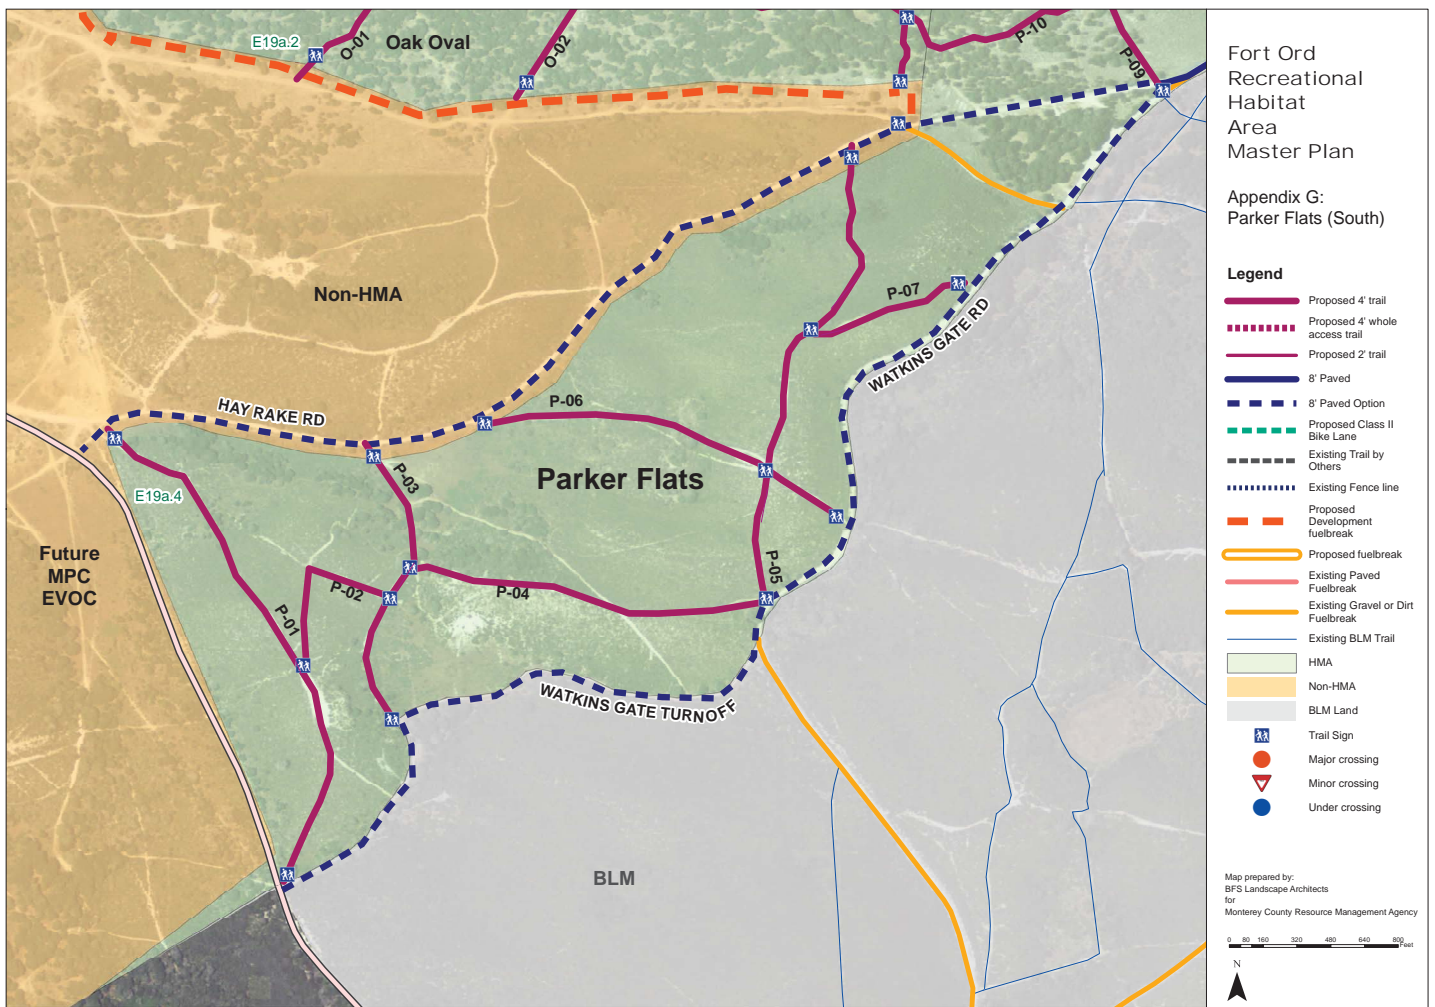 E19a.2
O-01
Oak Oval
O-02
P-10
P-09
Non-HMA
P-07
WATKINS GATE RD
HAY RAKE RD
P-06
P-03
Parker Flats
E19a.4
Future
MPC
EVOC
P-02
P-04
P-05
P-01
WATKINS GATE TURNOFF
BLM
Fort Ord
Recreational
Habitat
Area
Master Plan
Appendix G:
Parker Flats (South)
Legend
Proposed 4' trail
Proposed 4' whole
access trail
Proposed 2' trail
8' Paved
8' Paved Option
Proposed Class II
Bike Lane
Existing Trail by
Others
Existing Fence line
Proposed
Development
fuelbreak
Proposed fuelbreak
Existing Paved
Fuelbreak
Existing Gravel or Dirt
Fuelbreak
Existing BLM Trail
HMA
Non-HMA
BLM Land
Trail Sign
Major crossing
Minor crossing
Under crossing
Map prepared by:
BFS Landscape Architects
for
Monterey County Resource Management Agency
0 80 160 320 480 640 800
Feet
N